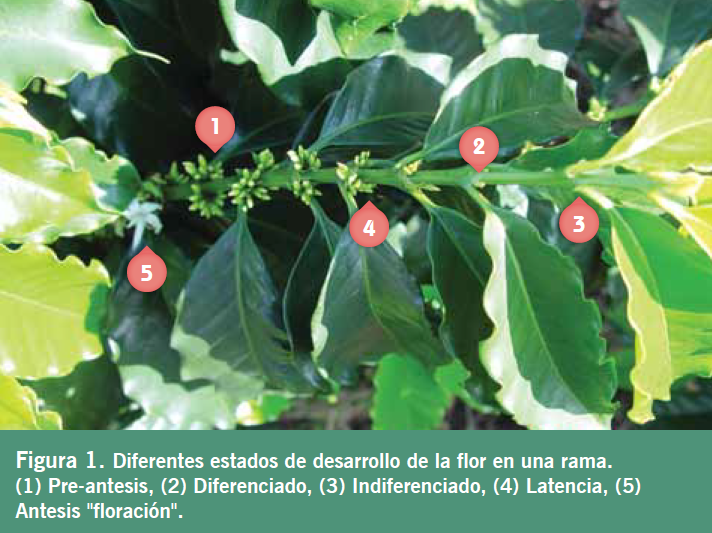 1
2
3
4
5
Figura 1. Diferentes estados de desarrollo de la flor en una rama.
(1) Pre-antesis, (2) Diferenciado, (3) Indiferenciado, (4) Latencia, (5)
Antesis "floración".